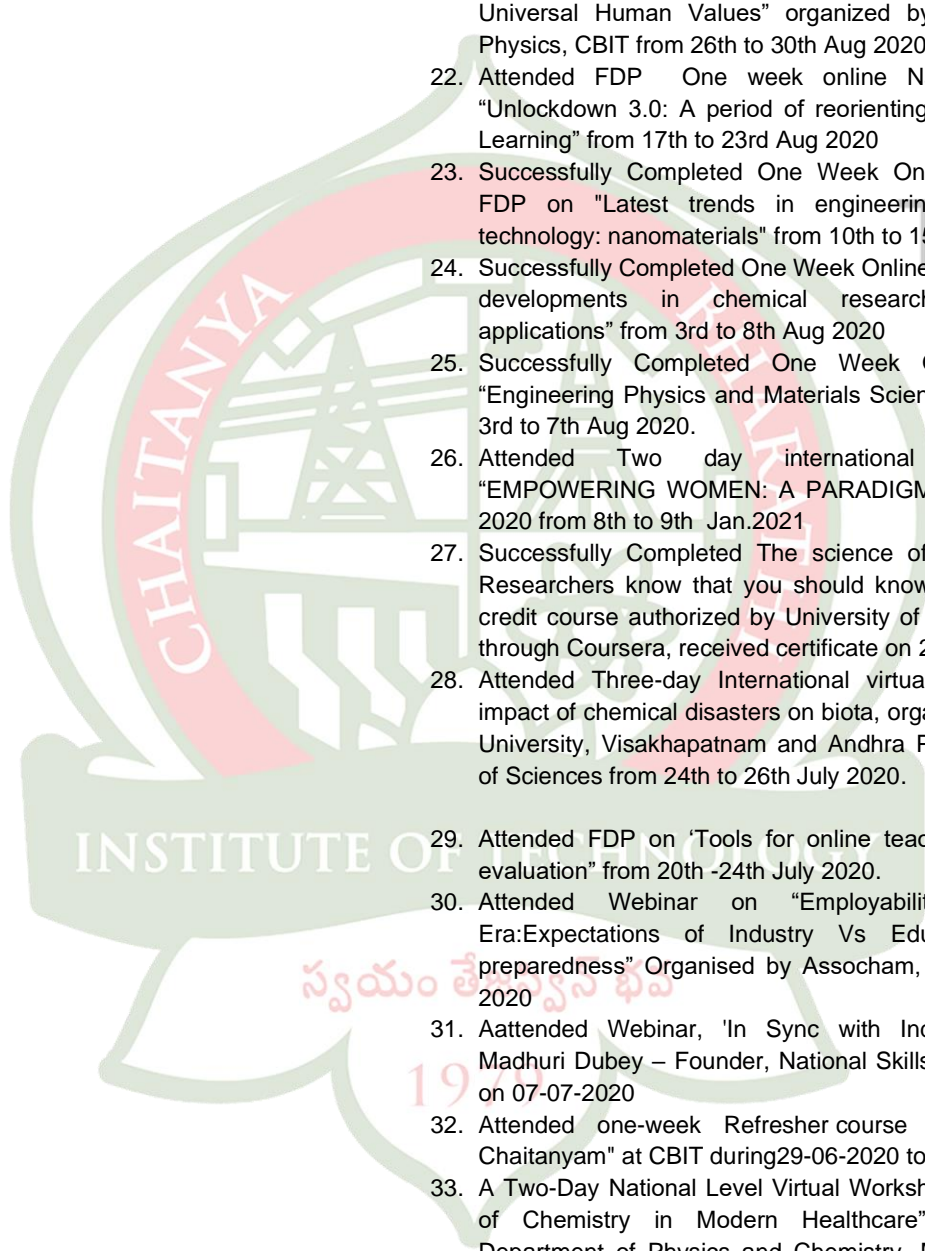 Universal Human Values” organized by
Physics, CBIT from 26th to 30th Aug 2020
22. Attended FDP One week online N
“Unlockdown 3.0: A period of reorienting
Learning” from 17th to 23rd Aug 2020
23. Successfully Completed One Week On
FDP on "Latest trends in engineerin
technology: nanomaterials" from 10th to 15
24. Successfully Completed One Week Online
developments in chemical research
applications” from 3rd to 8th Aug 2020
25. Successfully Completed One Week
“Engineering Physics and Materials Scien
3rd to 7th Aug 2020.
26. Attended Two day international
“EMPOWERING WOMEN: A PARADIGM
2020 from 8th to 9th Jan.2021
27. Successfully Completed The science of
Researchers know that you should know
credit course authorized by University of
through Coursera, received certificate on 2
28. Attended Three-day International virtua
impact of chemical disasters on biota, orga
University, Visakhapatnam and Andhra P
of Sciences from 24th to 26th July 2020.
29. Attended FDP on ‘Tools for online teac
evaluation” from 20th -24th July 2020.
30. Attended Webinar on “Employabilit
Era:Expectations of Industry Vs Edu
preparedness” Organised by Assocham,
2020
31. Aattended Webinar, 'In Sync with Ind
Madhuri Dubey – Founder, National Skills
on 07-07-2020
32. Attended one-week Refresher course
Chaitanyam" at CBIT during29-06-2020 to
33. A Two-Day National Level Virtual Worksh
of Chemistry in Modern Healthcare”
Department of Physics and Chemistry,
CHAITANYA BHARATHI
INSTITUTE OF TECHNOLOGY
స్వయం తేజస్విన్ భవ
1979